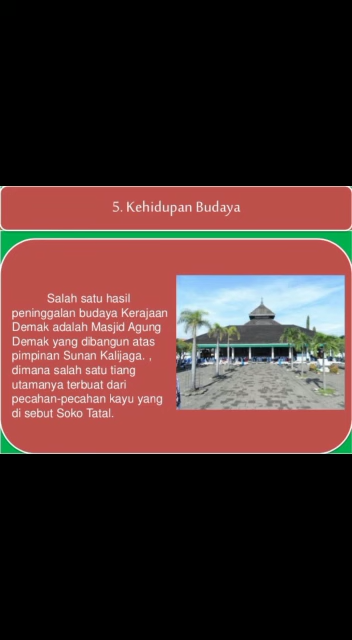 5. Kehidupan Budaya
Salah satu hasil
peninggalan budaya Kerajaan
Demak adalah Masjid Agung
Demak yang dibangun atas
pimpinan Sunan Kalijaga. ,
dimana salah satu tiang
utamanya terbuat dari
pecahan-pecahan kayu yang
di sebut Soko Tatal.